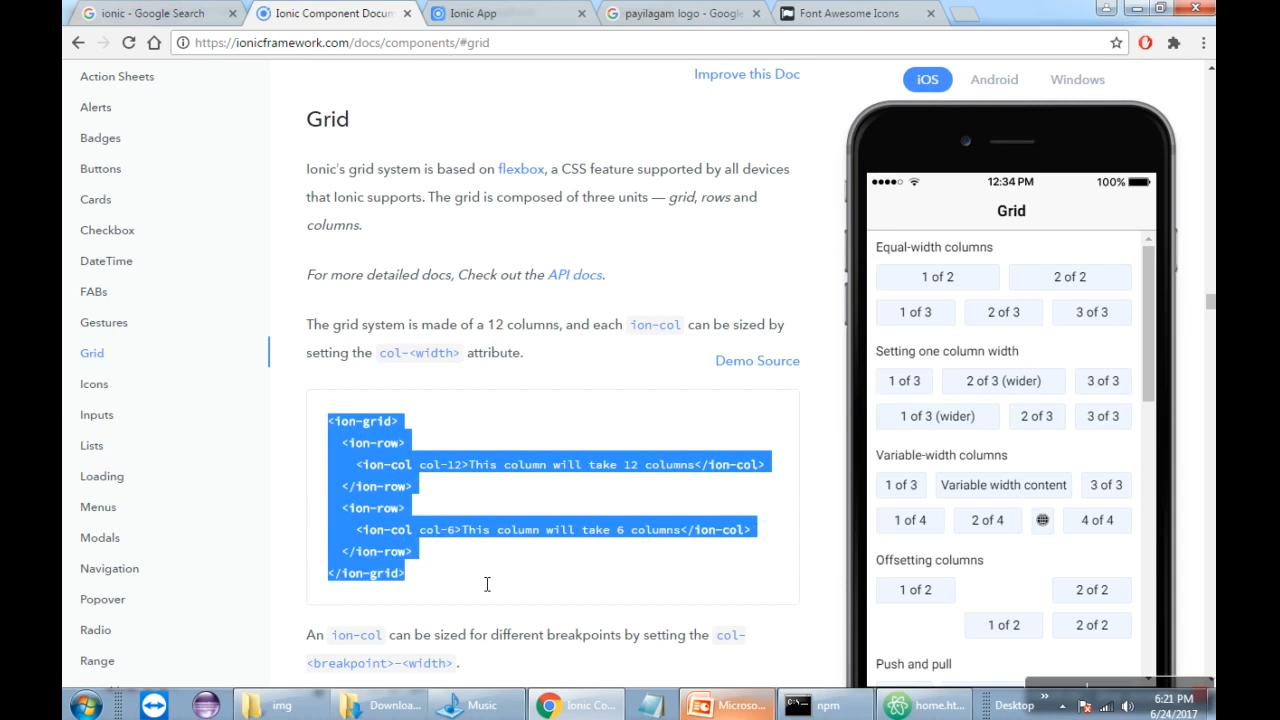 ionic - Google Search
Ionic Component Docum
Ionic App
payilagam logo - Google
Font Awesome Icons
https://ionicframework.com/docs/components/#grid
Action Sheets
Alerts
Badges
Buttons
Cards
Checkbox
DateTime
FABs
Gestures
Grid
Icons
Inputs
Lists
Loading
Menus
Modals
Navigation
Popover
Radio
Range
Improve this Doc
Grid
Ionic's grid system is based on flexbox, a CSS feature supported by all devices
that Ionic supports. The grid is composed of three units — grid, rows and
columns.
For more detailed docs, Check out the API docs.
The grid system is made of a 12 columns, and each ion-col can be sized by
setting the col-<width> attribute.
Demo Source
<ion-grid>
<ion-row>
<ion-col col-12>This column will take 12 columns</ion-col>
</ion-row>
<ion-row>
<ion-col col-6>This column will take 6 columns</ion-col>
</ion-row>
</ion-grid>
An ion-col can be sized for different breakpoints by setting the col-
<breakpoint>-<width> .
iOS Android Windows
12:34 PM 100%
Grid
Equal-width columns
1 of 2 2 of 2
1 of 3 2 of 3 3 of 3
Setting one column width
1 of 3 2 of 3 (wider) 3 of 3
1 of 3 (wider) 2 of 3 3 of 3
Variable-width columns
1 of 3 Variable width content 3 of 3
1 of 4 2 of 4 4 of 4
Offsetting columns
1 of 2 2 of 2
1 of 2 2 of 2
Push and pull
img
Downloa...
Music
Ionic Co...
Microso...
npm
home.ht...
Desktop
6:21 PM
6/24/2017